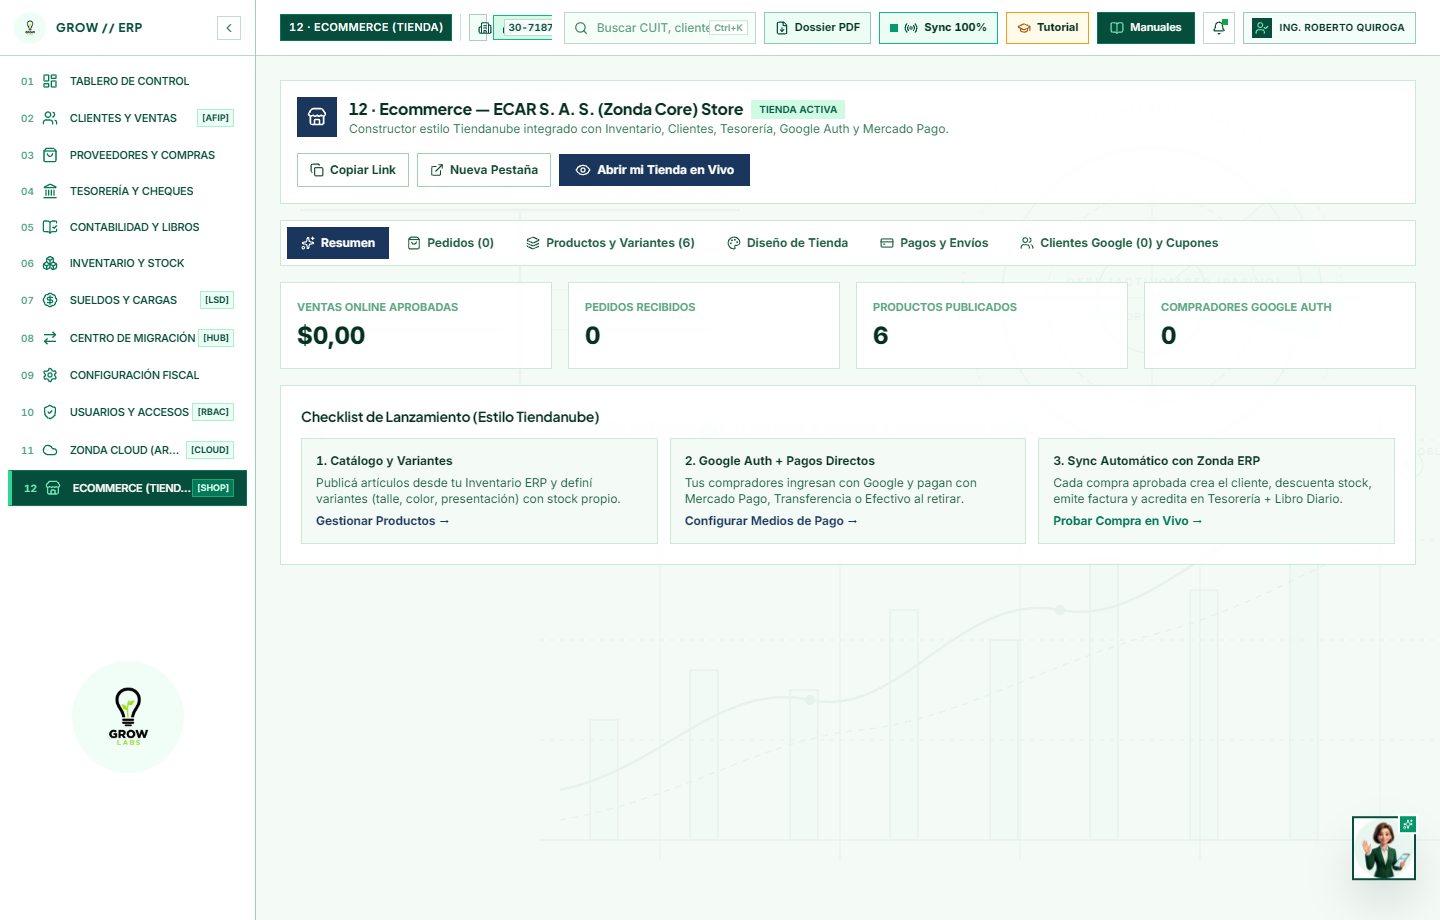 GROW // ERP
01 TABLERO DE CONTROL
02 CLIENTES Y VENTAS [AFIP]
03 PROVEEDORES Y COMPRAS
04 TESORERÍA Y CHEQUES
05 CONTABILIDAD Y LIBROS
06 INVENTARIO Y STOCK
07 SUELDOS Y CARGAS [LSD]
08 CENTRO DE MIGRACIÓN [HUB]
09 CONFIGURACIÓN FISCAL
10 USUARIOS Y ACCESOS [RBAC]
11 ZONDA CLOUD (AR... [CLOUD]
12 ECOMMERCE (TIEND... [SHOP]
GROW
LABS
12 · ECOMMERCE (TIENDA)
30-7187
Buscar CUIT, cliente
Ctrl+K
Dossier PDF
Sync 100%
Tutorial
Manuales
ING. ROBERTO QUIROGA
12 · Ecommerce — ECAR S. A. S. (Zonda Core) Store TIENDA ACTIVA
Constructor estilo Tiendanube integrado con Inventario, Clientes, Tesorería, Google Auth y Mercado Pago.
Copiar Link
Nueva Pestaña
Abrir mi Tienda en Vivo
Resumen
Pedidos (0)
Productos y Variantes (6)
Diseño de Tienda
Pagos y Envíos
Clientes Google (0) y Cupones
VENTAS ONLINE APROBADAS
$0,00
PEDIDOS RECIBIDOS
0
PRODUCTOS PUBLICADOS
6
COMPRADORES GOOGLE AUTH
0
Checklist de Lanzamiento (Estilo Tiendanube)
1. Catálogo y Variantes
Publicá artículos desde tu Inventario ERP y definí
variantes (talle, color, presentación) con stock propio.
Gestionar Productos →
2. Google Auth + Pagos Directos
Tus compradores ingresan con Google y pagan con
Mercado Pago, Transferencia o Efectivo al retirar.
Configurar Medios de Pago →
3. Sync Automático con Zonda ERP
Cada compra aprobada crea el cliente, descuenta stock,
emite factura y acredita en Tesorería + Libro Diario.
Probar Compra en Vivo →